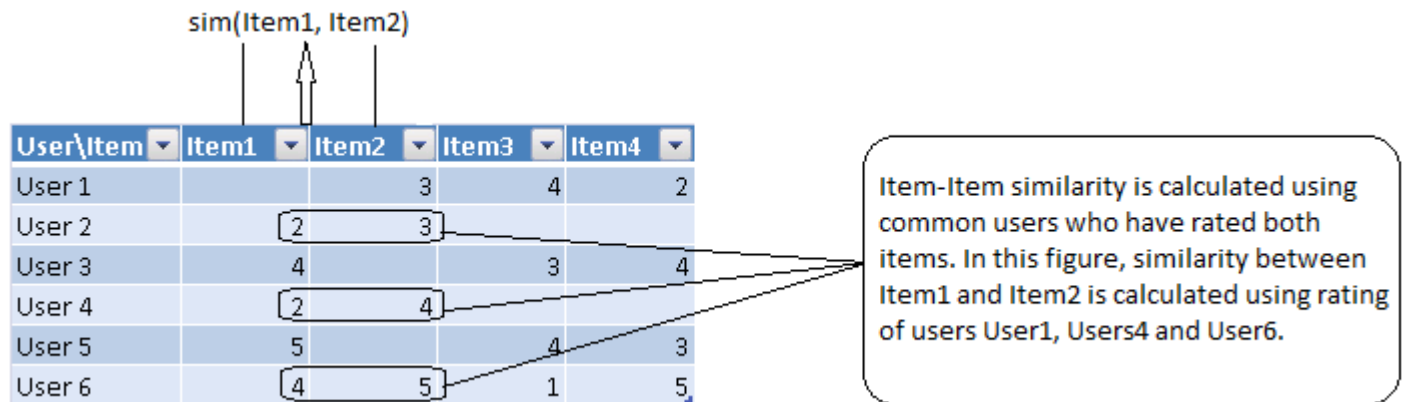 sim(Item1, Item2)
User\Item Item1 Item2 Item3 Item4
User 1 3 4 2
User 2 2 3
User 3 4 3 4
User 4 2 4
User 5 5 4 3
User 6 4 5 1 5
Item-Item similarity is calculated using
common users who have rated both
items. In this figure, similarity between
Item1 and Item2 is calculated using rating
of users User1, Users4 and User6.